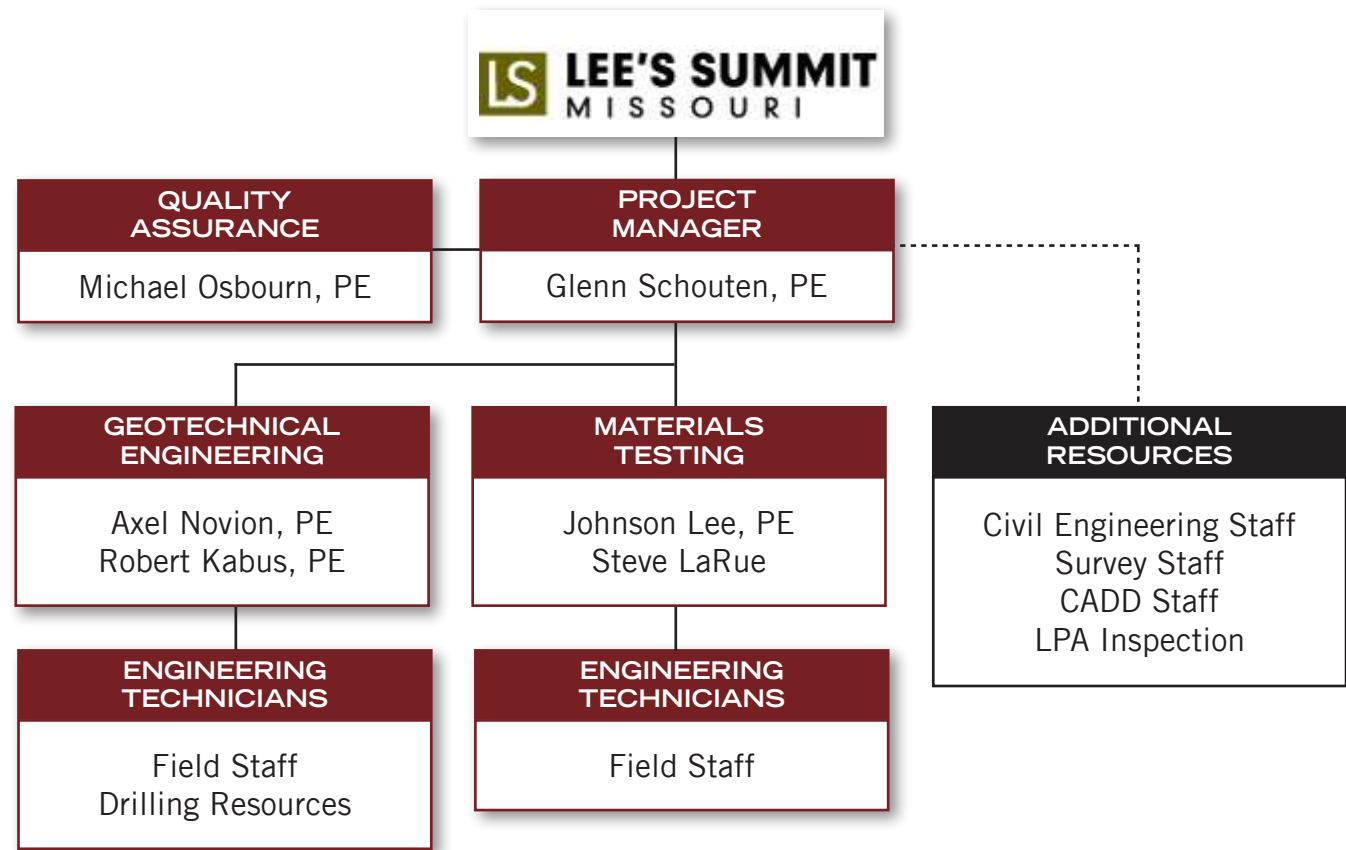 LS LEE'S SUMMIT
MISSOURI
QUALITY
ASSURANCE
Michael Osbourn, PE
PROJECT
MANAGER
Glenn Schouten, PE
GEOTECHNICAL
ENGINEERING
Axel Novion, PE
Robert Kabus, PE
MATERIALS
TESTING
Johnson Lee, PE
Steve LaRue
ADDITIONAL
RESOURCES
Civil Engineering Staff
Survey Staff
CADD Staff
LPA Inspection
ENGINEERING
TECHNICIANS
Field Staff
Drilling Resources
ENGINEERING
TECHNICIANS
Field Staff